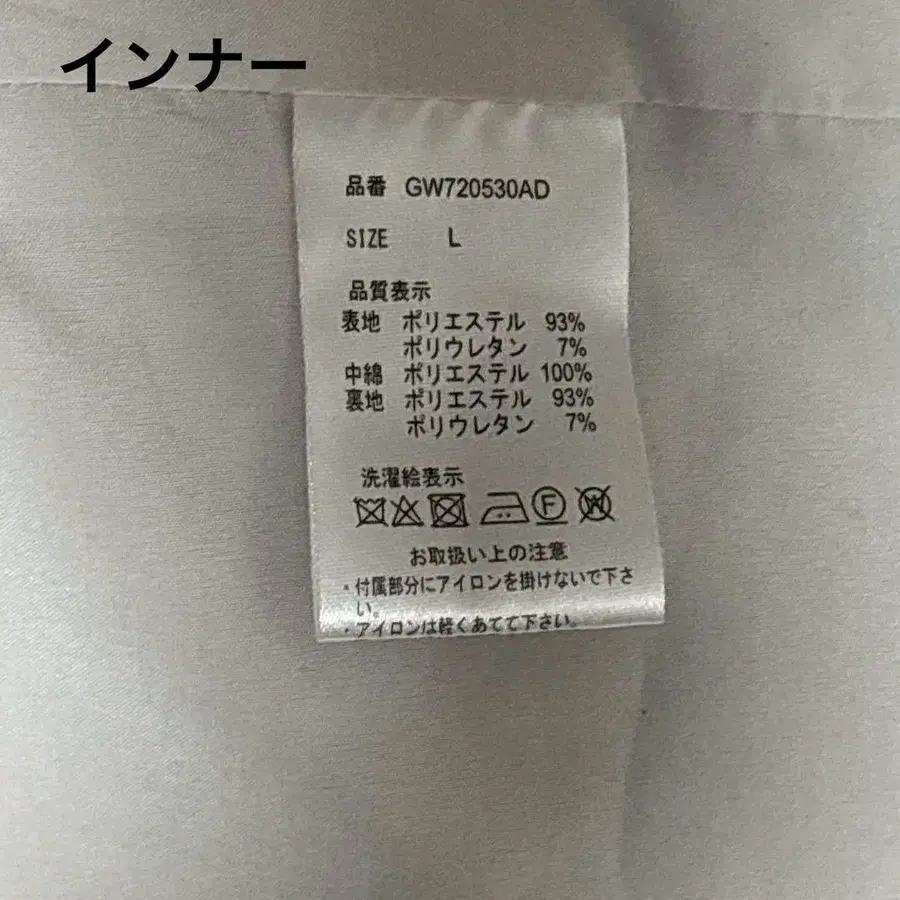 インナー
品番 GW720530AD
SIZE L
品質表示
表地 ポリエステル 93%
ポリウレタン 7%
中綿 ポリエステル 100%
裏地 ポリエステル 93%
ポリウレタン 7%
洗濯絵表示
F W
お取扱い上の注意
・付属部分にアイロンを掛けないで下さ
い。
・アイロンは軽くあてて下さい。